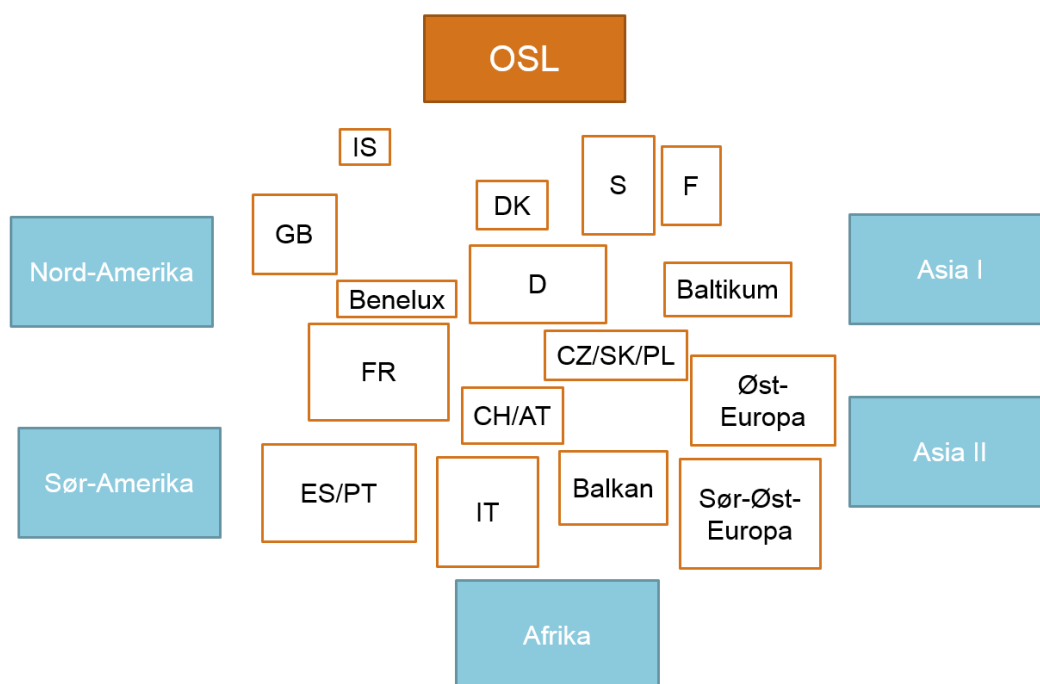 OSL
IS
S
F
DK
GB
Nord-Amerika
D
Asia I
Benelux
Baltikum
FR
CZ/SK/PL
Øst-
Europa
CH/AT
Asia II
Sør-Amerika
ES/PT
IT
Balkan
Sør-Øst-
Europa
Afrika